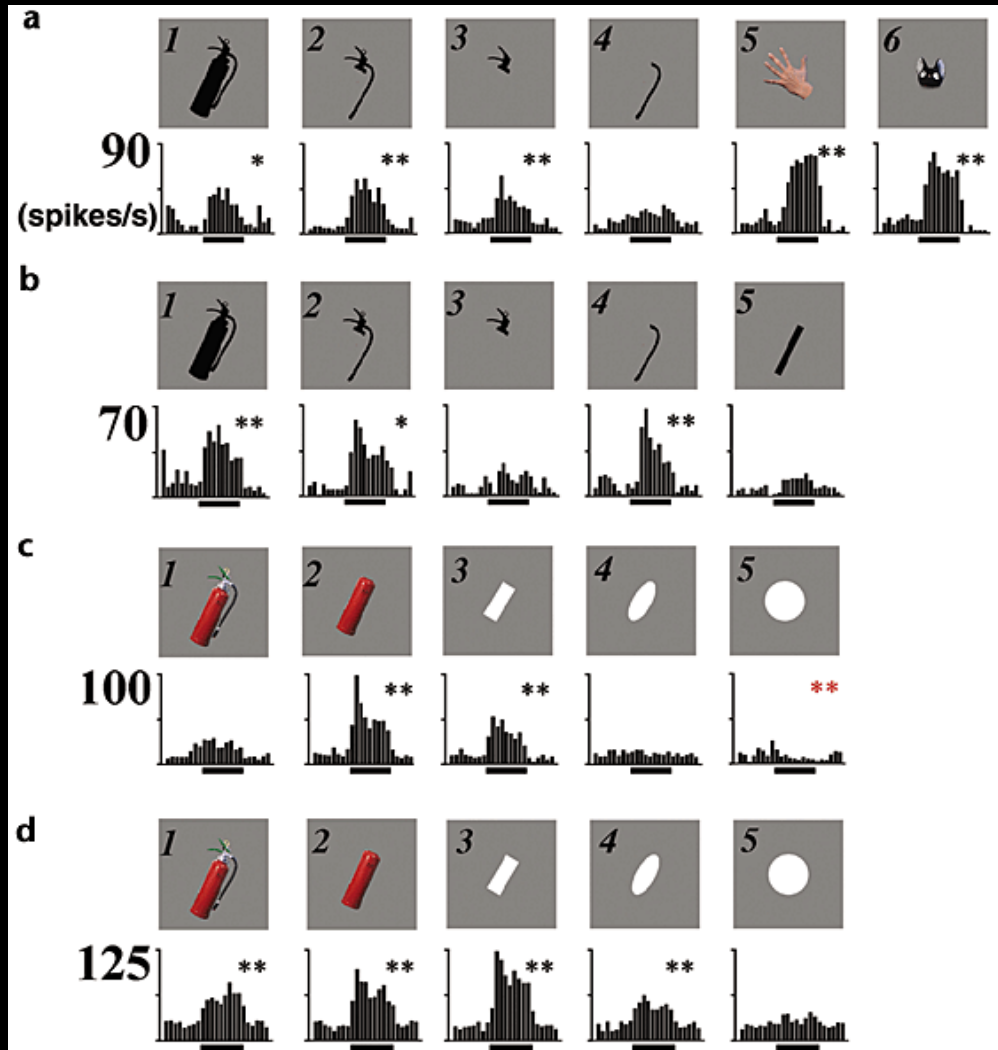 a
1 2 3 4 5 6
90
(spikes/s)
* ** ** ** **
b
1 2 3 4 5
70
** * **
c
1 2 3 4 5
100
** ** **
d
1 2 3 4 5
125
** ** ** **